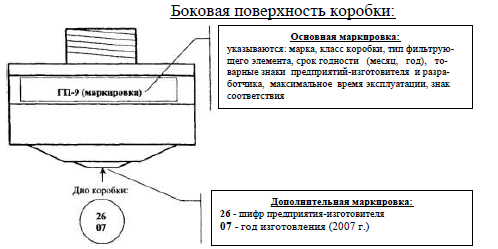 Боковая поверхность коробки:
Основная маркировка:
указываются: марка, класс коробки, тип фильтрую-
щего элемента, срок годности (месяц, год), то-
варные знаки предприятий-изготовителя и разра-
ботчика, максимальное время эксплуатации, знак
соответствия
ГП-9 (маркировка)
Дно коробки:
26
07
Дополнительная маркировка:
26 - шифр предприятия-изготовителя
07 - год изготовления (2007 г.)